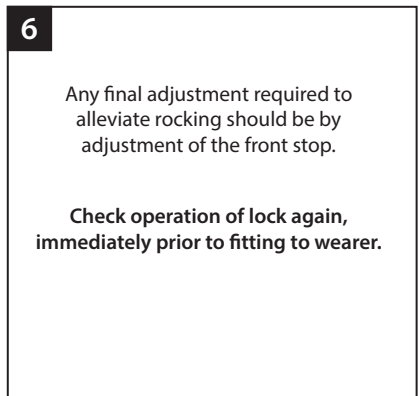 6
Any final adjustment required to
alleviate rocking should be by
adjustment of the front stop.
Check operation of lock again,
immediately prior to fitting to wearer.